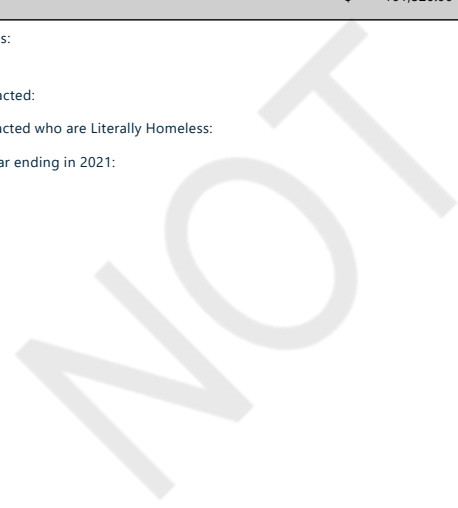 s:
acted:
acted who are Literally Homeless:
ar ending in 2021:
NOT